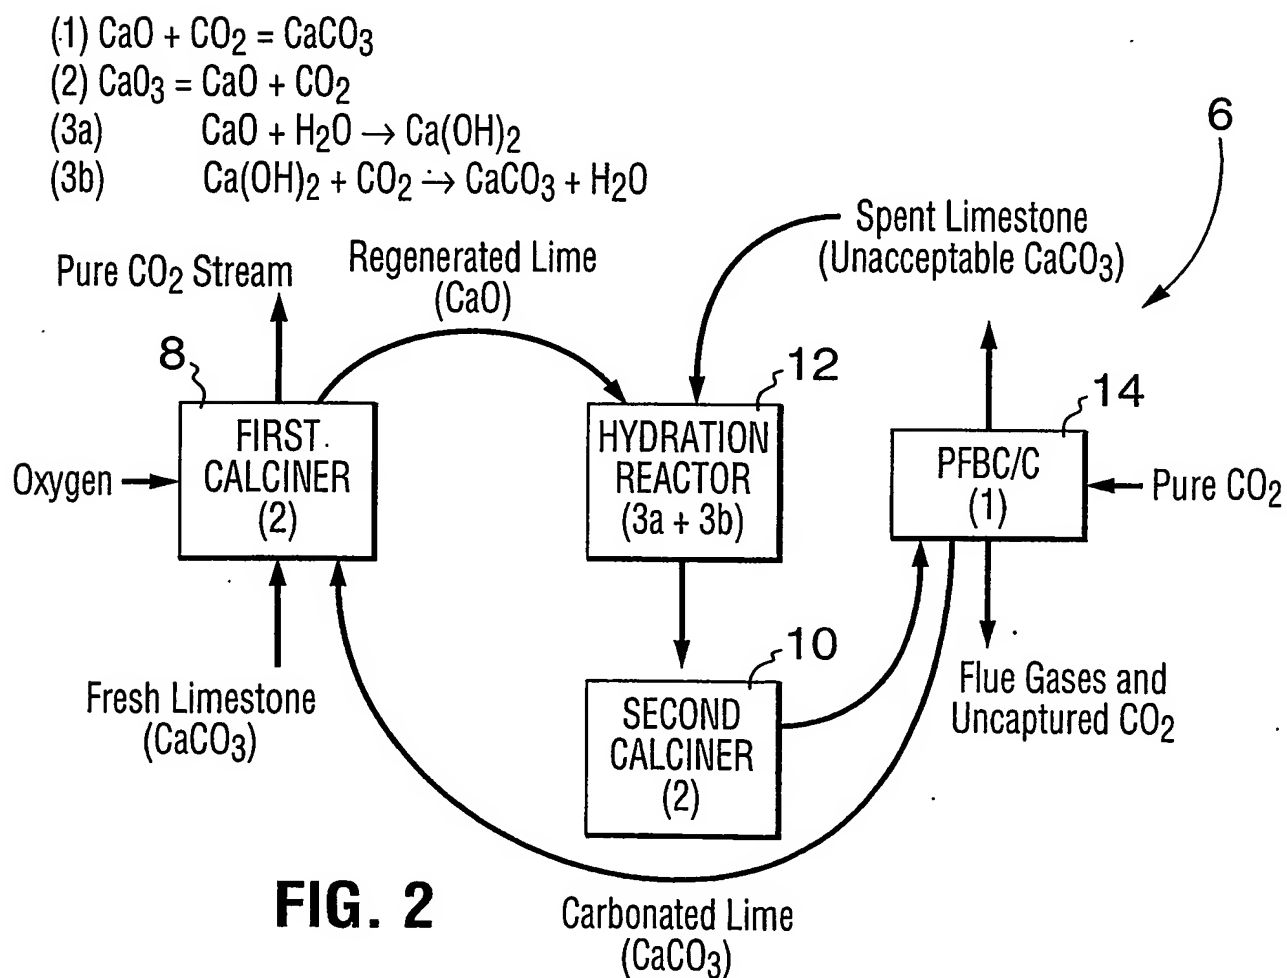 (1) CaO + CO₂ = CaCO₃
(2) CaO₃ = CaO + CO₂
(3a) CaO + H₂O → Ca(OH)₂
(3b) Ca(OH)₂ + CO₂ → CaCO₃ + H₂O
6
Spent Limestone
(Unacceptable CaCO₃)
Regenerated Lime
(CaO)
Pure CO₂ Stream
8
12
14
FIRST
CALCINER
(2)
HYDRATION
REACTOR
(3a + 3b)
PFBC/C
(1)
Oxygen
Pure CO₂
10
Fresh Limestone
(CaCO₃)
SECOND
CALCINER
(2)
Flue Gases and
Uncaptured CO₂
FIG. 2
Carbonated Lime
(CaCO₃)